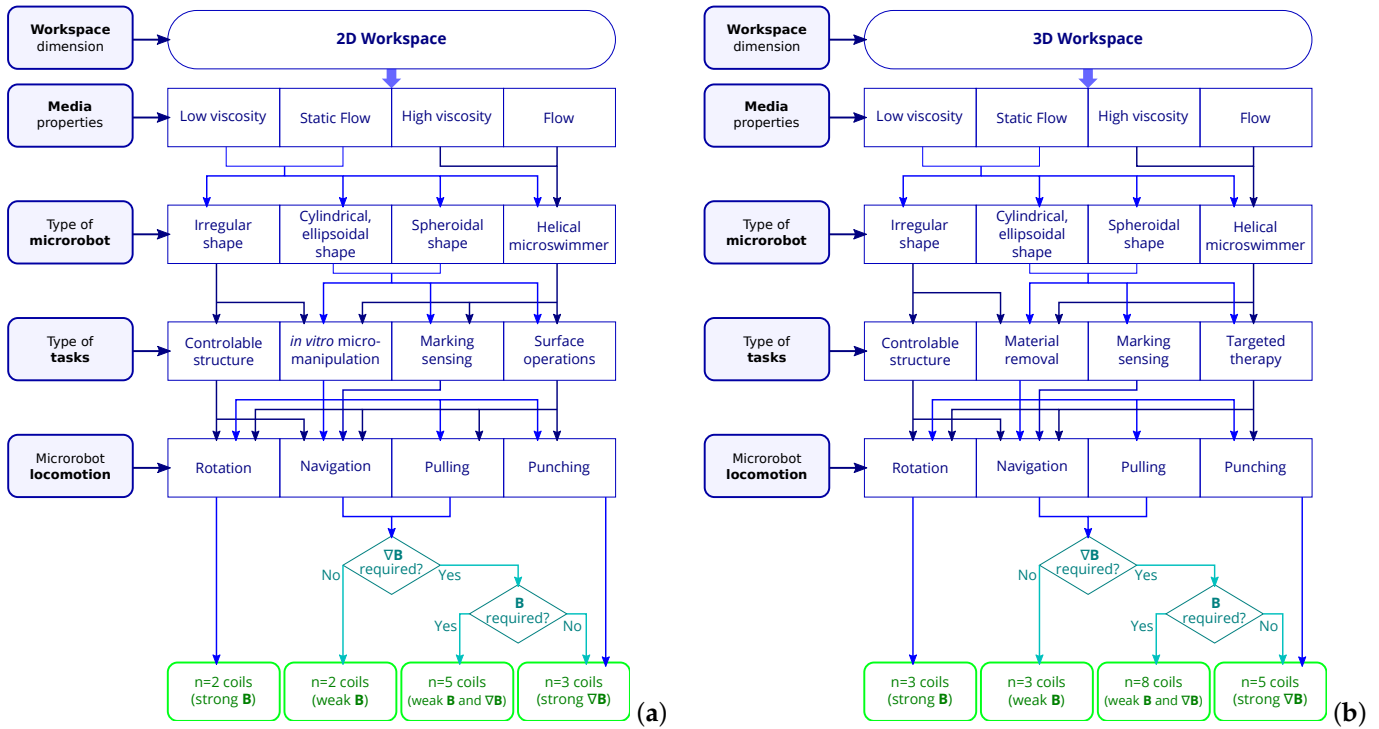 Workspace
dimension
2D Workspace
Media
properties
Low viscosity
Static Flow
High viscosity
Flow
Type of
microrobot
Irregular
shape
Cylindrical,
ellipsoidal
shape
Spheroidal
shape
Helical
microswimmer
Type of
tasks
Controlable
structure
in vitro micro-
manipulation
Marking
sensing
Surface
operations
Microrobot
locomotion
Rotation
Navigation
Pulling
Punching
∇B
required?
No
Yes
B
required?
Yes
No
n=2 coils
(strong B)
n=2 coils
(weak B)
n=5 coils
(weak B and ∇B)
n=3 coils
(strong ∇B)
(a)
Workspace
dimension
3D Workspace
Media
properties
Low viscosity
Static Flow
High viscosity
Flow
Type of
microrobot
Irregular
shape
Cylindrical,
ellipsoidal
shape
Spheroidal
shape
Helical
microswimmer
Type of
tasks
Controlable
structure
Material
removal
Marking
sensing
Targeted
therapy
Microrobot
locomotion
Rotation
Navigation
Pulling
Punching
∇B
required?
No
Yes
B
required?
Yes
No
n=3 coils
(strong B)
n=3 coils
(weak B)
n=8 coils
(weak B and ∇B)
n=5 coils
(strong ∇B)
(b)